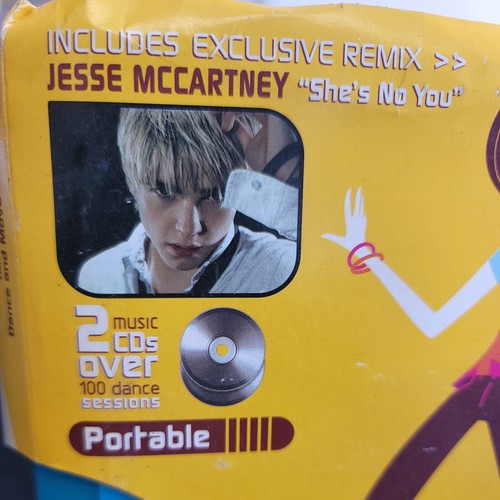 INCLUDES EXCLUSIVE REMIX >>
JESSE MCCARTNEY "She's No You"
2 music
CDs
over
100 dance
sessions
Portable
Dance and Move